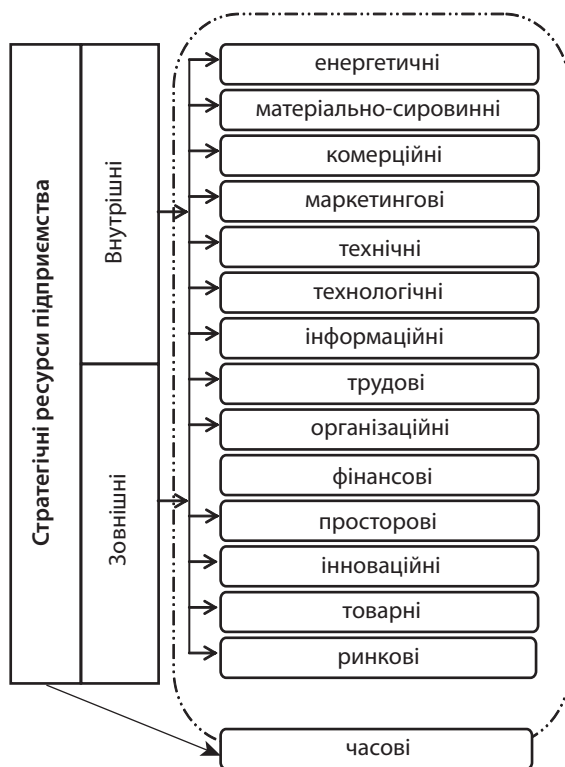 Стратегічні ресурси підприємства
Внутрішні
Зовнішні
енергетичні
матеріально-сировинні
комерційні
маркетингові
технічні
технологічні
інформаційні
трудові
організаційні
фінансові
просторові
інноваційні
товарні
ринкові
часові